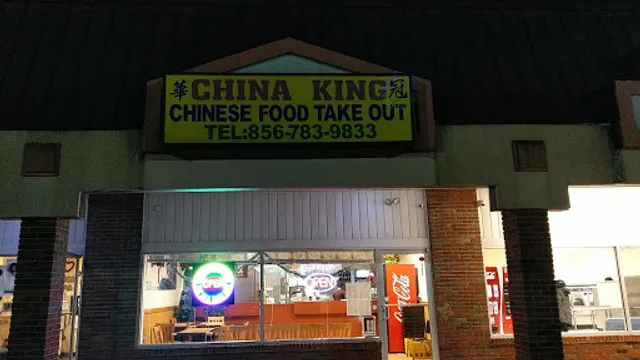 華 CHINA KING 冠
CHINESE FOOD TAKE OUT
TEL:856-783-9833
OPEN
OPEN
Coca-Cola